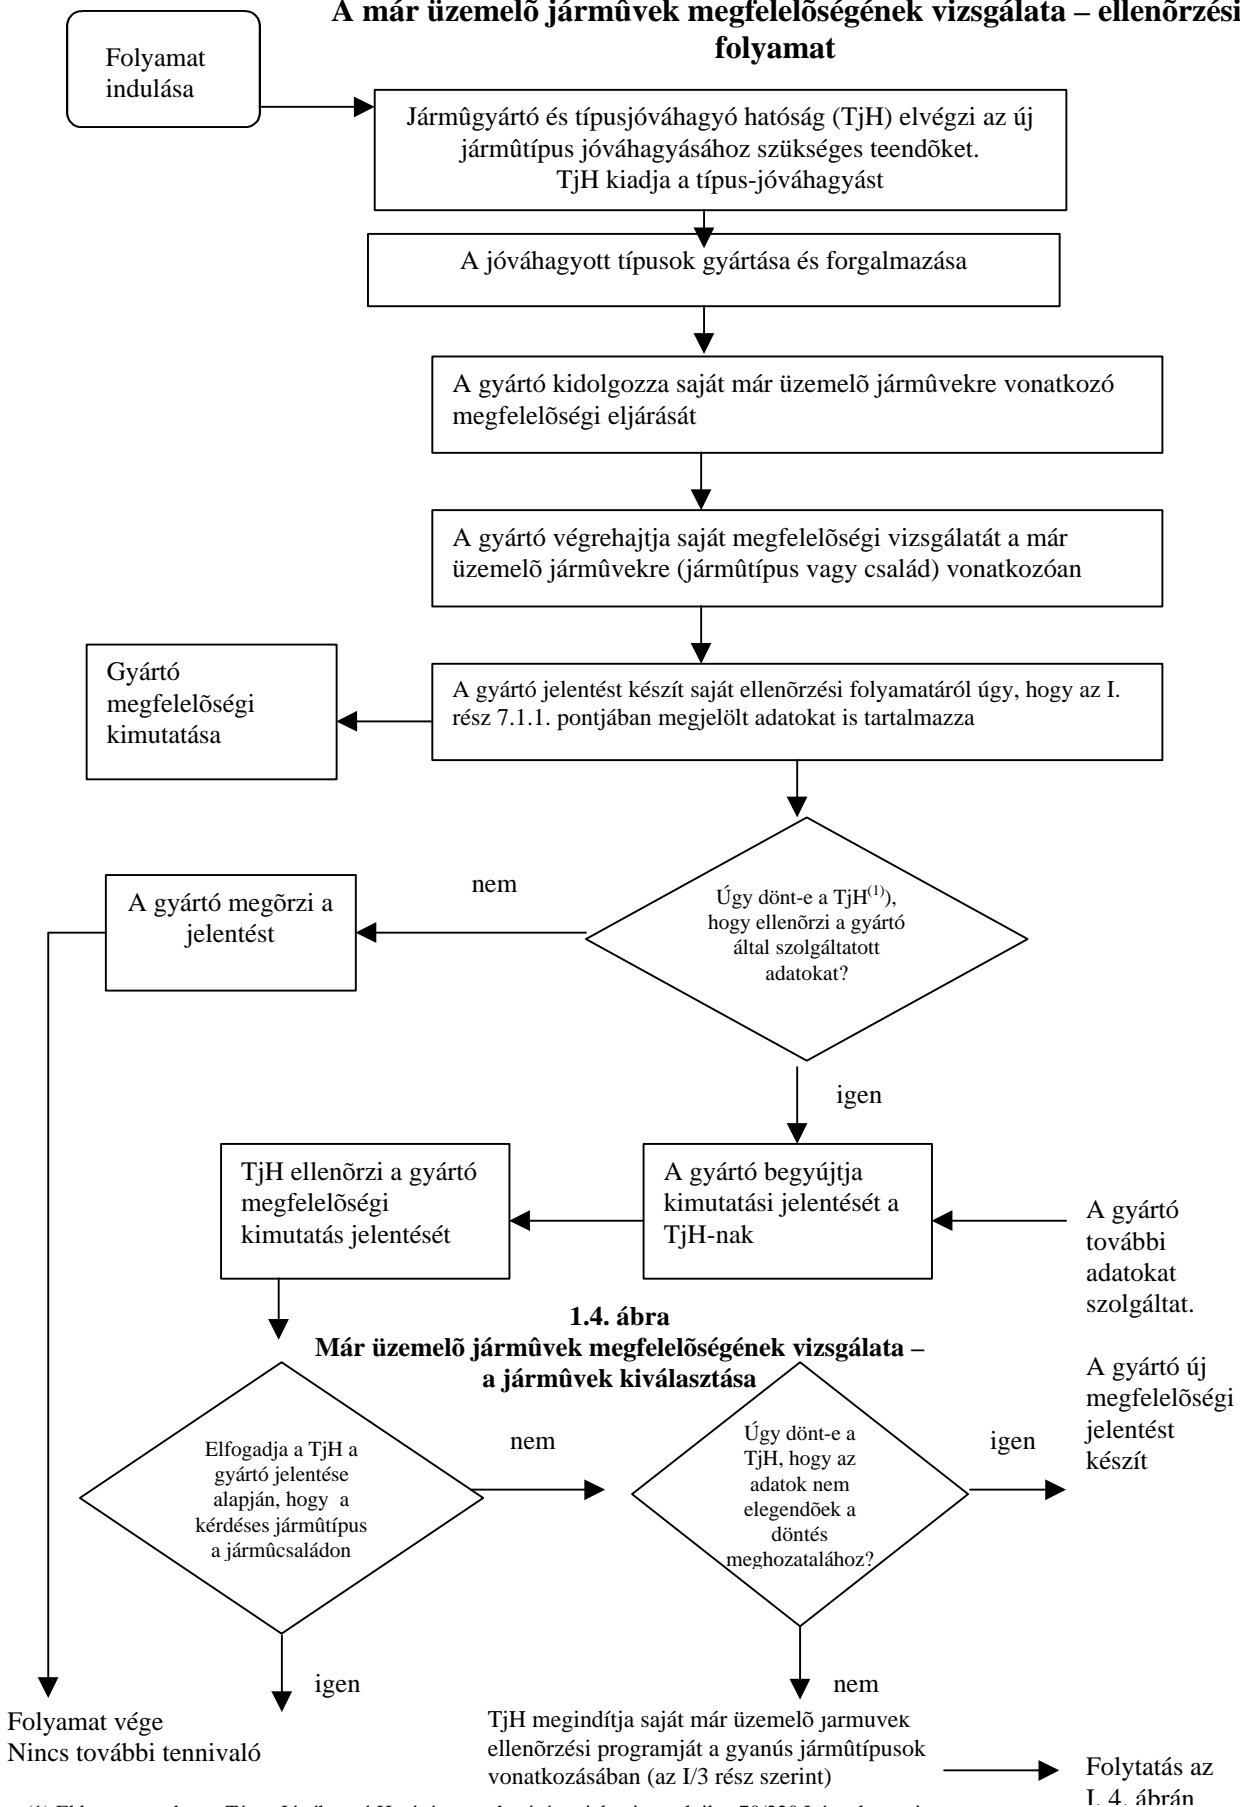 A már üzemelõ jármûvek megfelelõségének vizsgálata – ellenõrzési
folyamat
Folyamat
indulása
Jármûgyártó és típusjóváhagyó hatóság (TjH) elvégzi az új
jármûtípus jóváhagyásához szükséges teendõket.
TjH kiadja a típus-jóváhagyást
A jóváhagyott típusok gyártása és forgalmazása
A gyártó kidolgozza saját már üzemelõ jármûvekre vonatkozó
megfelelõségi eljárását
A gyártó végrehajtja saját megfelelõségi vizsgálatát a már
üzemelõ jármûvekre (jármûtípus vagy család) vonatkozóan
Gyártó
megfelelõségi
kimutatása
A gyártó jelentést készít saját ellenõrzési folyamatáról úgy, hogy az I.
rész 7.1.1. pontjában megjelölt adatokat is tartalmazza
nem
A gyártó megõrzi a
jelentést
Úgy dönt-e a TjH(1)),
hogy ellenõrzi a gyártó
által szolgáltatott
adatokat?
igen
TjH ellenõrzi a gyártó
megfelelõségi
kimutatás jelentését
A gyártó begyújtja
kimutatási jelentését a
TjH-nak
A gyártó
további
adatokat
szolgáltat.
1.4. ábra
Már üzemelõ jármûvek megfelelõségének vizsgálata –
a jármûvek kiválasztása
A gyártó új
megfelelõségi
jelentést
készít
Elfogadja a TjH a
gyártó jelentése
alapján, hogy a
kérdéses jármûtípus
a jármûcsaládon
nem
Úgy dönt-e a
TjH, hogy az
adatok nem
elegendõek a
döntés
meghozatalához?
igen
igen
nem
Folyamat vége
Nincs további tennivaló
TjH megindítja saját már üzemelõ jármûvek
ellenõrzési programját a gyanús jármûtípusok
vonatkozásában (az I/3 rész szerint)
Folytatás az
I. 4. ábrán